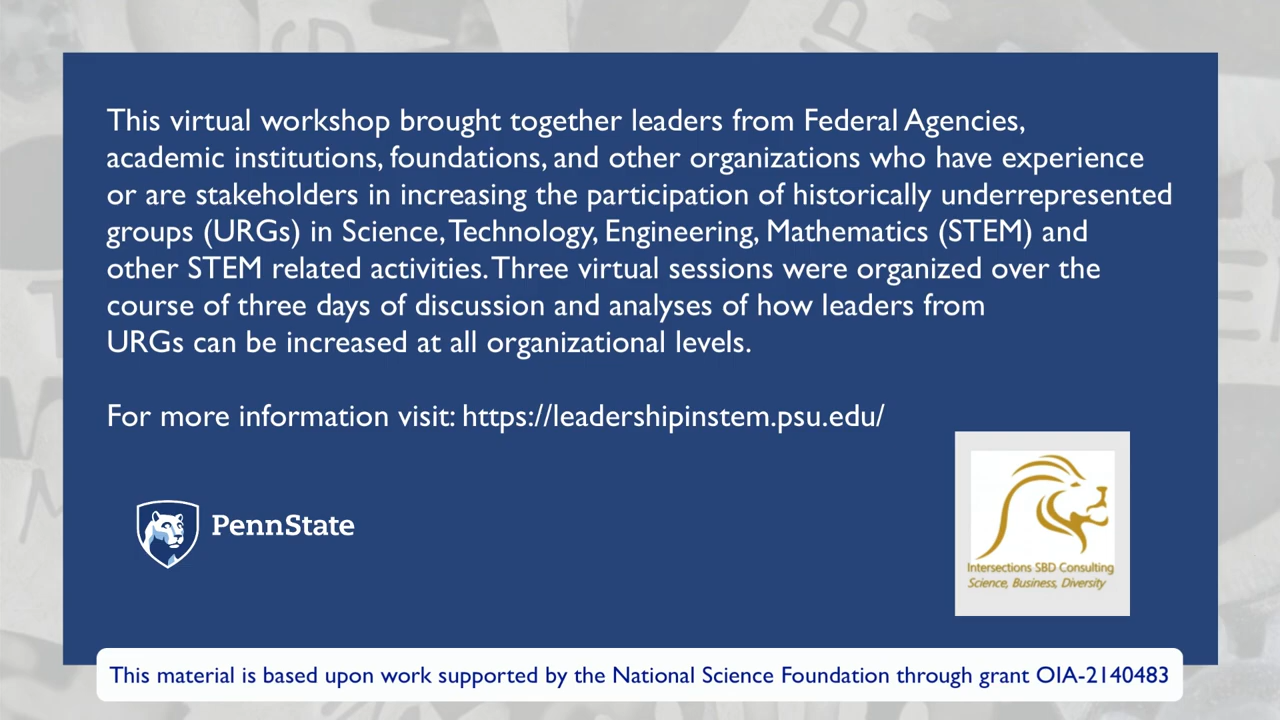 This virtual workshop brought together leaders from Federal Agencies,
academic institutions, foundations, and other organizations who have experience
or are stakeholders in increasing the participation of historically underrepresented
groups (URGs) in Science, Technology, Engineering, Mathematics (STEM) and
other STEM related activities. Three virtual sessions were organized over the
course of three days of discussion and analyses of how leaders from
URGs can be increased at all organizational levels.
For more information visit: https://leadershipinstem.psu.edu/
PennState
Intersections SBD Consulting
Science, Business, Diversity
This material is based upon work supported by the National Science Foundation through grant OIA-2140483